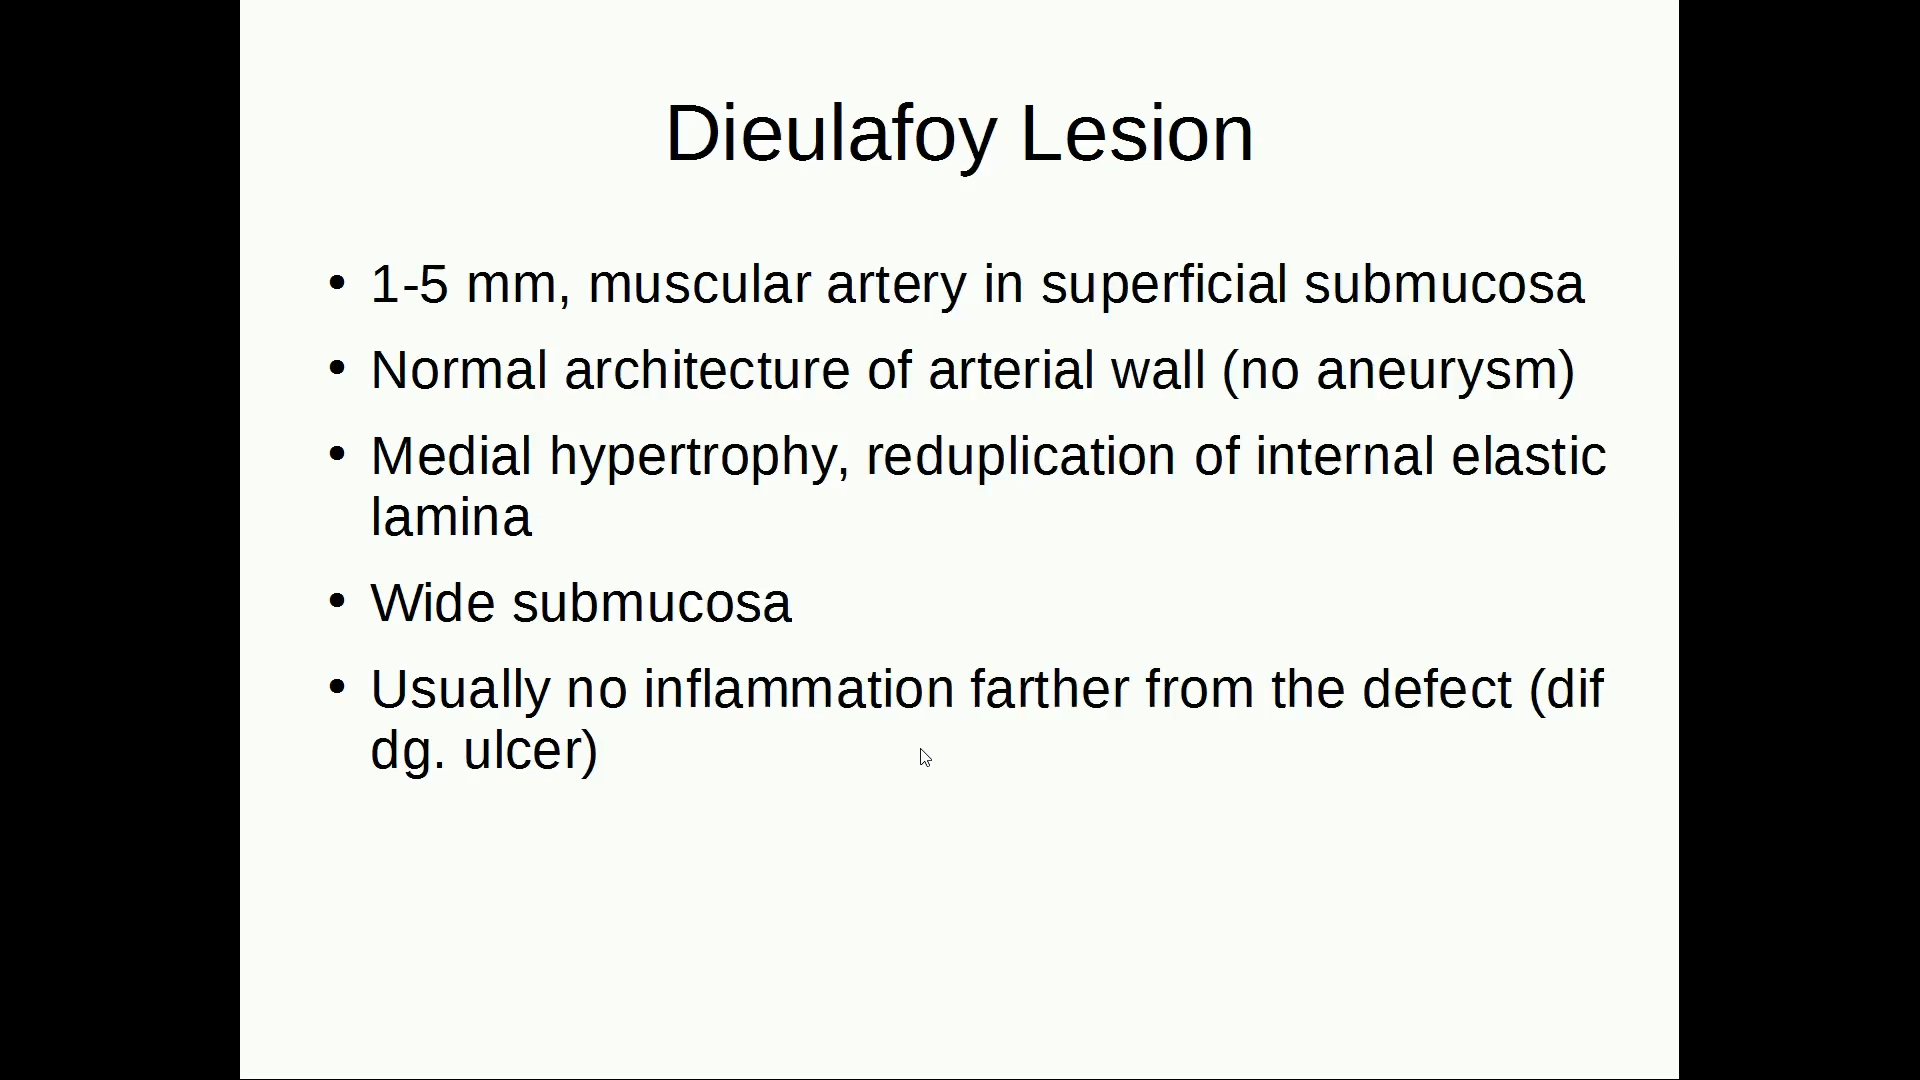 Dieulafoy Lesion
• 1-5 mm, muscular artery in superficial submucosa
• Normal architecture of arterial wall (no aneurysm)
• Medial hypertrophy, reduplication of internal elastic
lamina
• Wide submucosa
• Usually no inflammation farther from the defect (dif
dg. ulcer)